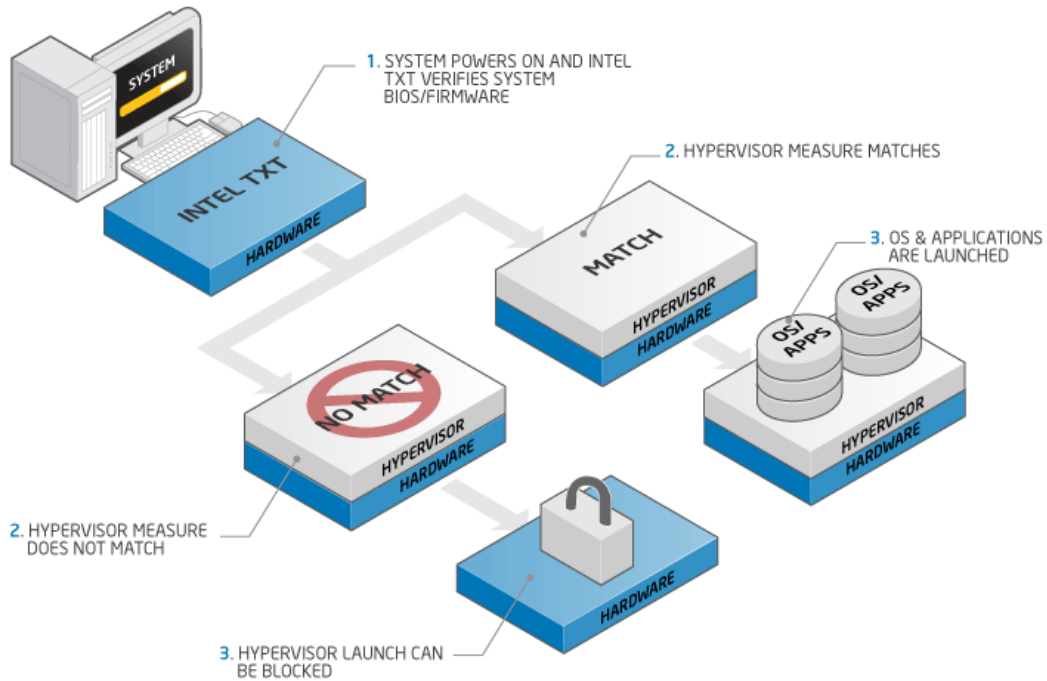 SYSTEM
1. SYSTEM POWERS ON AND INTEL
TXT VERIFIES SYSTEM
BIOS/FIRMWARE
INTEL TXT
HARDWARE
2. HYPERVISOR MEASURE MATCHES
MATCH
HYPERVISOR
HARDWARE
3. OS & APPLICATIONS
ARE LAUNCHED
OS/
APPS
OS/
APPS
HYPERVISOR
HARDWARE
NO MATCH
HYPERVISOR
HARDWARE
2. HYPERVISOR MEASURE
DOES NOT MATCH
HARDWARE
3. HYPERVISOR LAUNCH CAN
BE BLOCKED